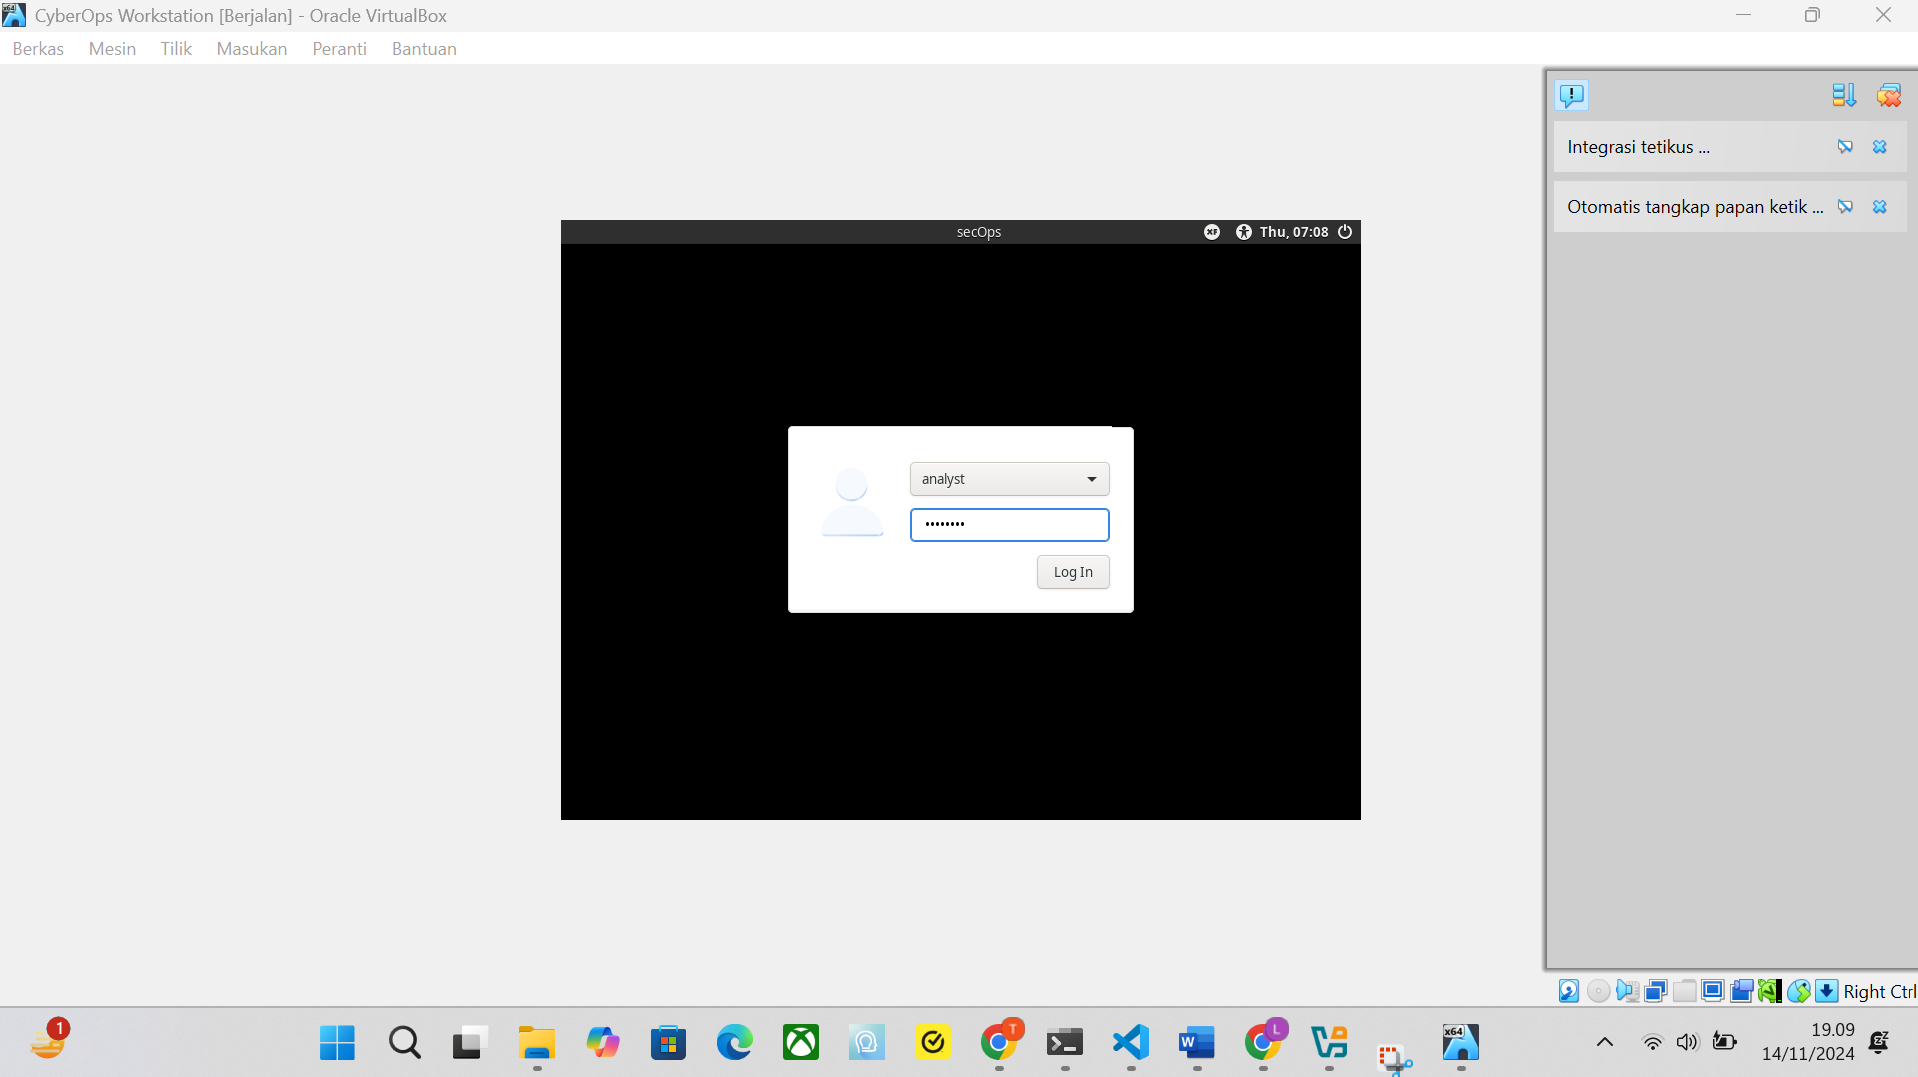 CyberOps Workstation [Berjalan] - Oracle VirtualBox
Berkas Mesin Tilik Masukan Peranti Bantuan
Integrasi tetikus ...
Otomatis tangkap papan ketik ...
secOps
Thu, 07:08
analyst
Log In
Right Ctrl
1
T
L
x64
19.09
14/11/2024